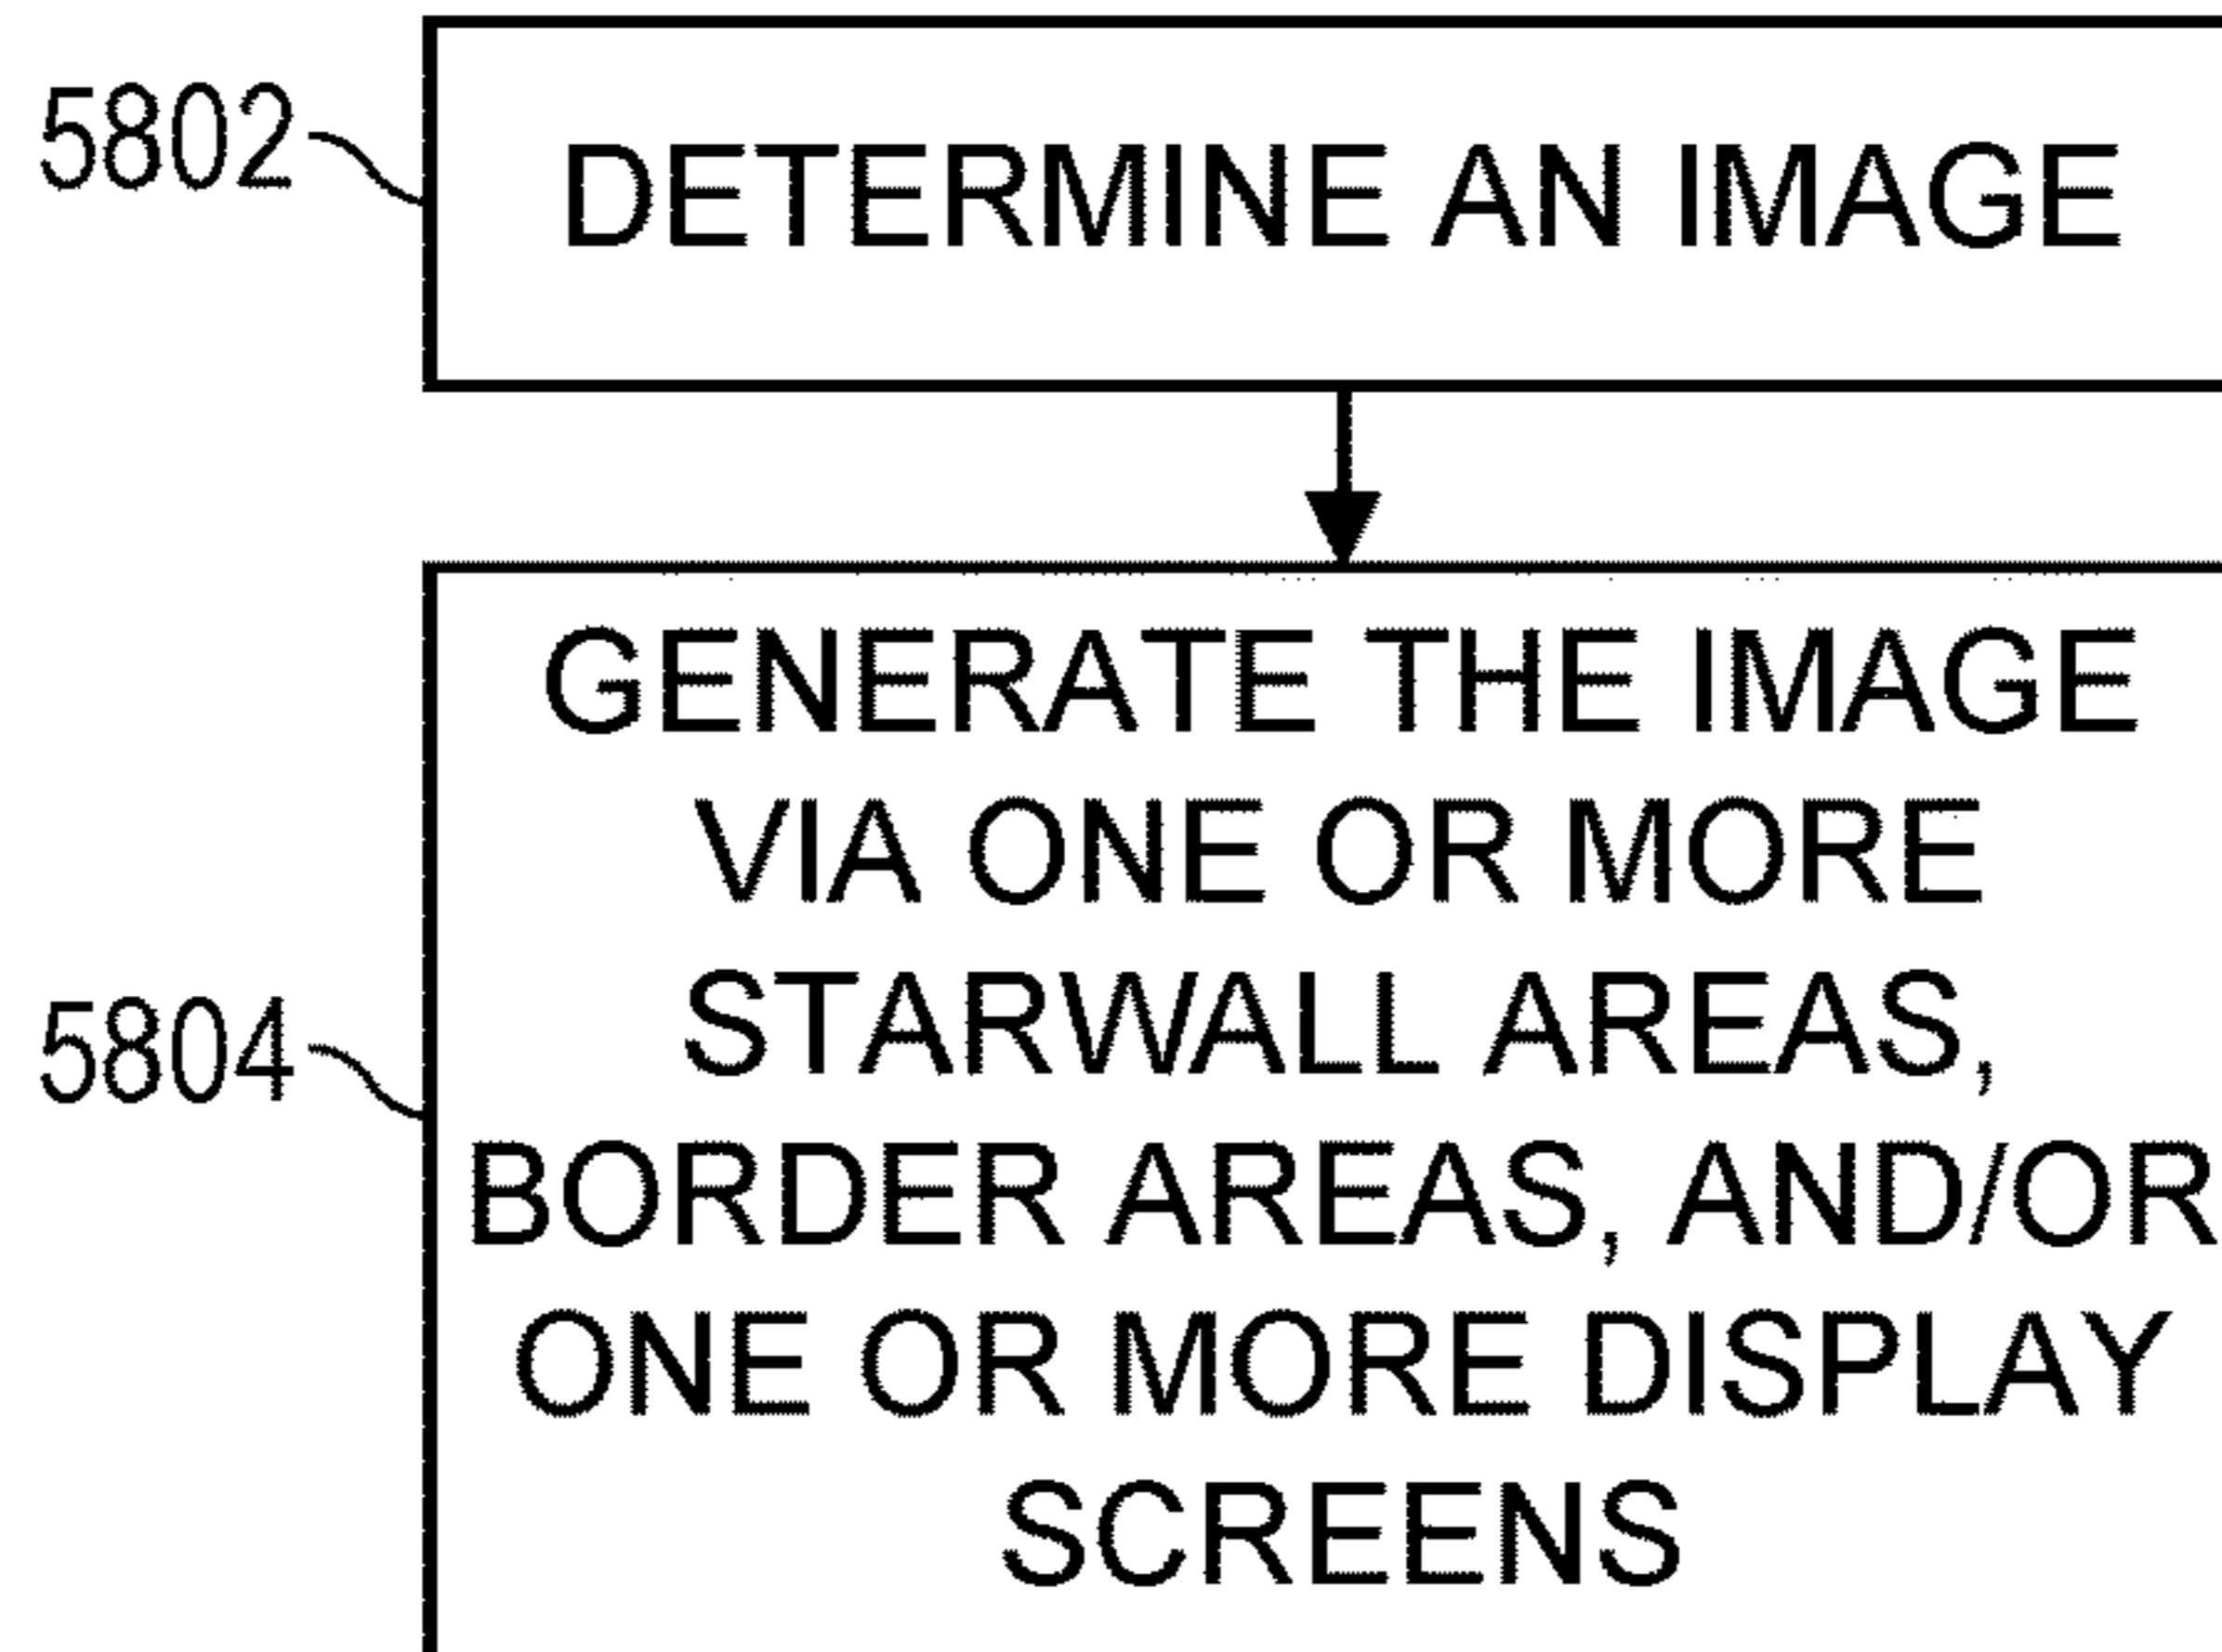 5802
DETERMINE AN IMAGE
GENERATE THE IMAGE
VIA ONE OR MORE
STARWALL AREAS,
5804
BORDER AREAS, AND/OR
ONE OR MORE DISPLAY
SCREENS